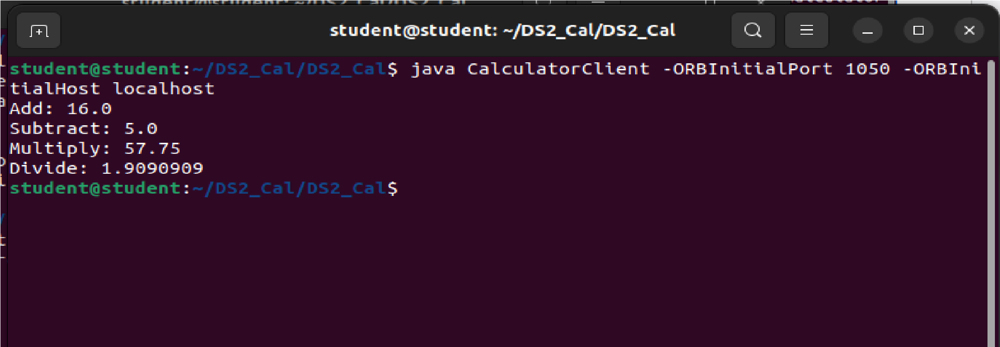 student@student: ~/DS2_Cal/DS2_Cal
student@student:~/DS2_Cal/DS2_Cal$ java CalculatorClient -ORBInitialPort 1050 -ORBIni
tialHost localhost
Add: 16.0
Subtract: 5.0
Multiply: 57.75
Divide: 1.9090909
student@student:~/DS2_Cal/DS2_Cal$